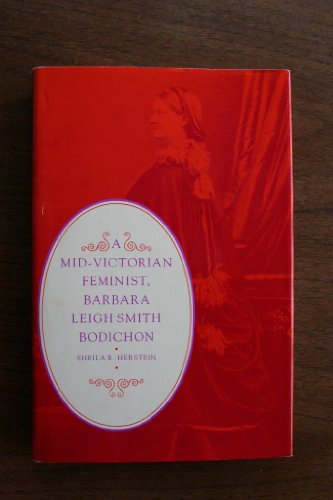 A
MID-VICTORIAN
FEMINIST,
BARBARA
LEIGH SMITH
BODICHON
SHEILA R. HERSTEIN